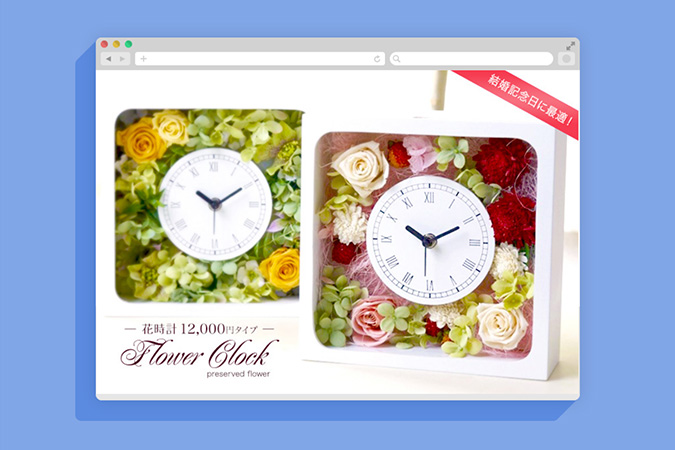 結婚記念日に最適！
— 花時計 12,000円タイプ —
Flower Clock
preserved flower
XII